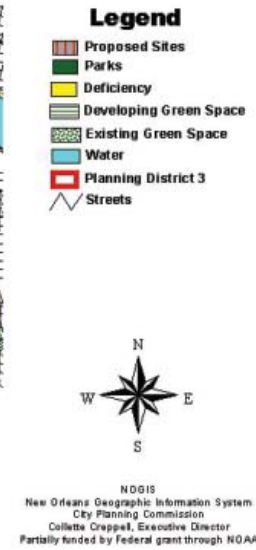 Legend
Proposed Sites
Parks
Deficiency
Developing Green Space
Existing Green Space
Water
Planning District 3
Streets
N
W E
S
NOGIS
New Orleans Geographic Information System
City Planning Commission
Collette Creppel, Executive Director
Partially funded by Federal grant through NOAA